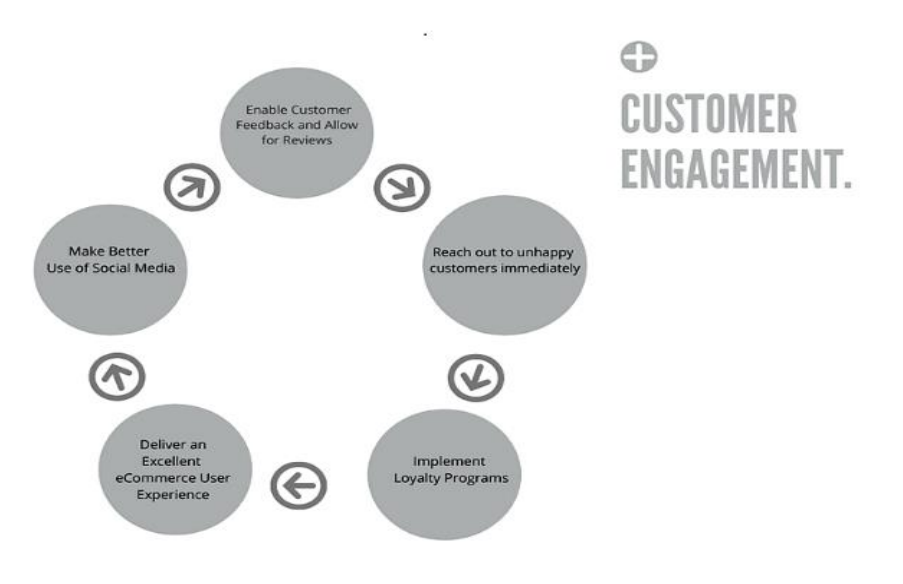 CUSTOMER
ENGAGEMENT.
Enable Customer
Feedback and Allow
for Reviews
Reach out to unhappy
customers immediately
Implement
Loyalty Programs
Deliver an
Excellent
eCommerce User
Experience
Make Better
Use of Social Media